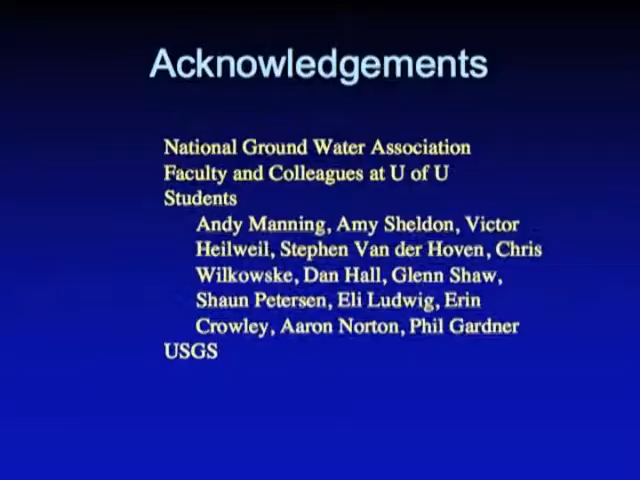 Acknowledgements
National Ground Water Association
Faculty and Colleagues at U of U
Students
Andy Manning, Amy Sheldon, Victor
Heilweil, Stephen Van der Hoven, Chris
Wilkowske, Dan Hall, Glenn Shaw,
Shaun Petersen, Eli Ludwig, Erin
Crowley, Aaron Norton, Phil Gardner
USGS